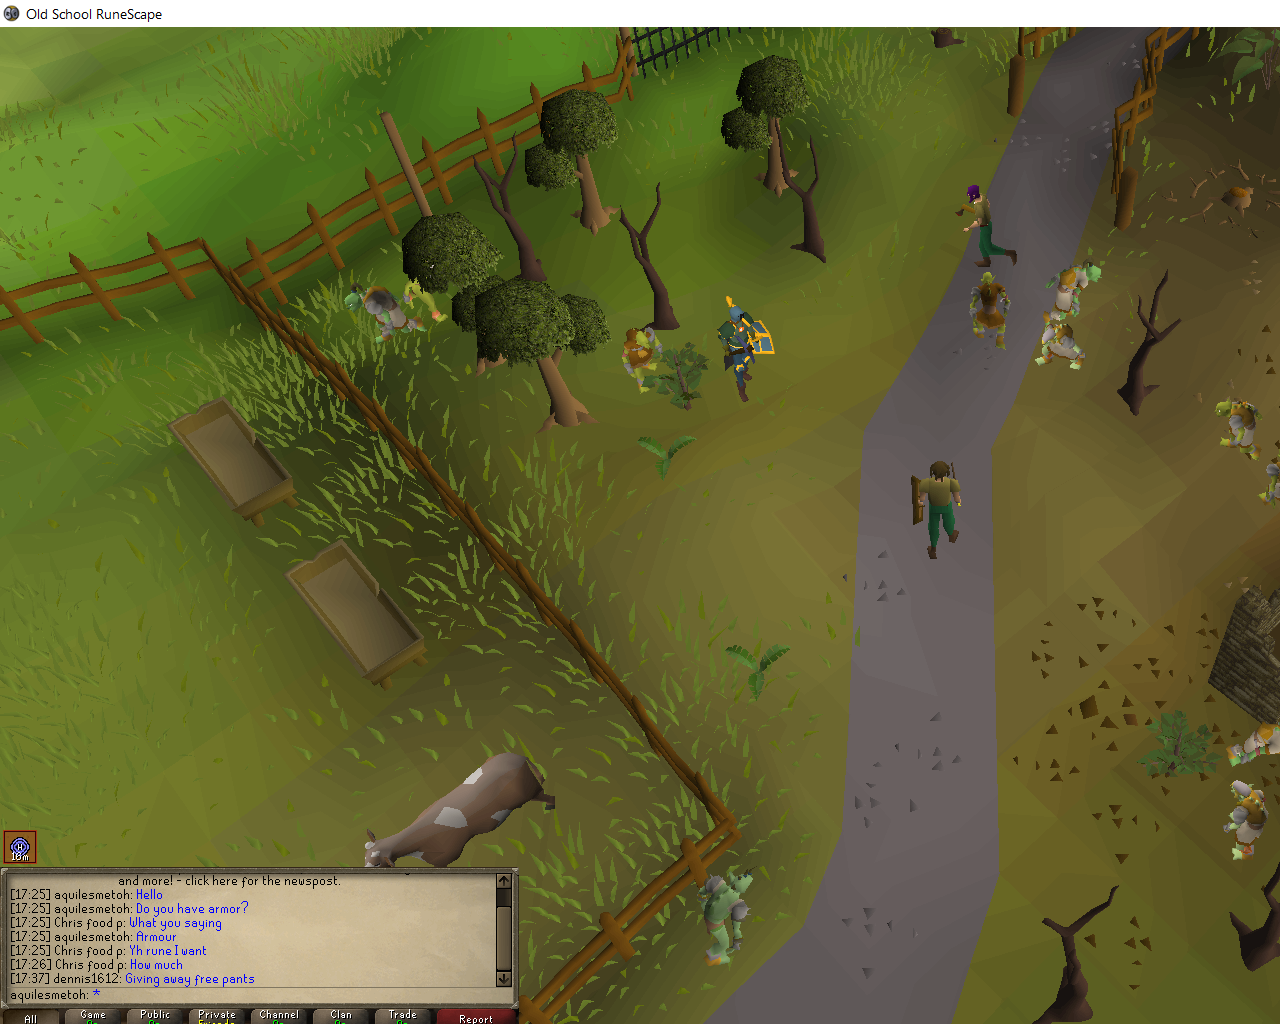 Old School RuneScape
16m
and more! - click here for the newspost.
[17:25] aquilesmetoh: Hello
[17:25] aquilesmetoh: Do you have armor?
[17:25] Chris food p: What you saying
[17:25] aquilesmetoh: Armour
[17:25] Chris food p: Yh rune I want
[17:26] Chris food p: How much
[17:37] dennis1612: Giving away free pants
aquilesmetoh: *
All Game Public Private Channel Clan Trade Report